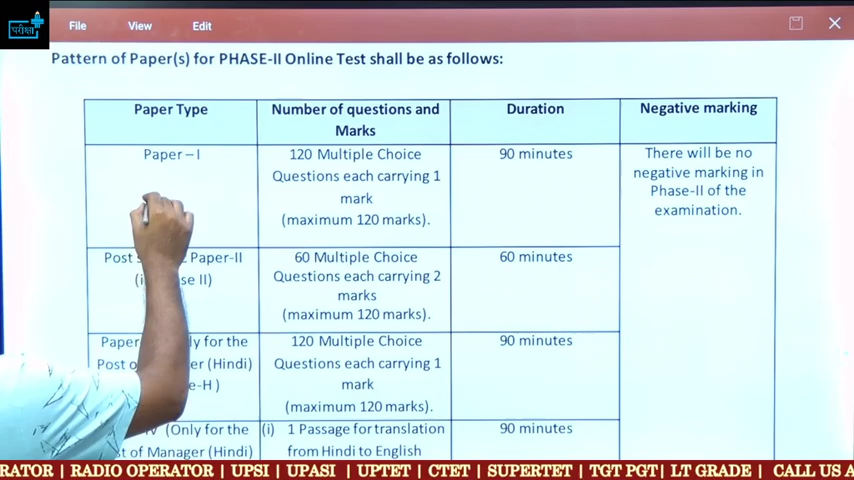 परीक्षा
File View Edit
Pattern of Paper(s) for PHASE-II Online Test shall be as follows:
Paper Type
Number of questions and
Marks
Duration
Negative marking
Paper – I
120 Multiple Choice
Questions each carrying 1
mark
(maximum 120 marks).
90 minutes
There will be no
negative marking in
Phase-II of the
examination.
Post Paper-II
(i se II)
60 Multiple Choice
Questions each carrying 2
marks
(maximum 120 marks).
60 minutes
Paper ly for the
Post o er (Hindi)
e-H )
120 Multiple Choice
Questions each carrying 1
mark
(maximum 120 marks).
90 minutes
(Only for the
st of Manager (Hindi)
(i) 1 Passage for translation
from Hindi to English
90 minutes
RATOR | RADIO OPERATOR | UPSI | UPASI | UPTET | CTET | SUPERTET | TGT PGT| LT GRADE | CALL US A